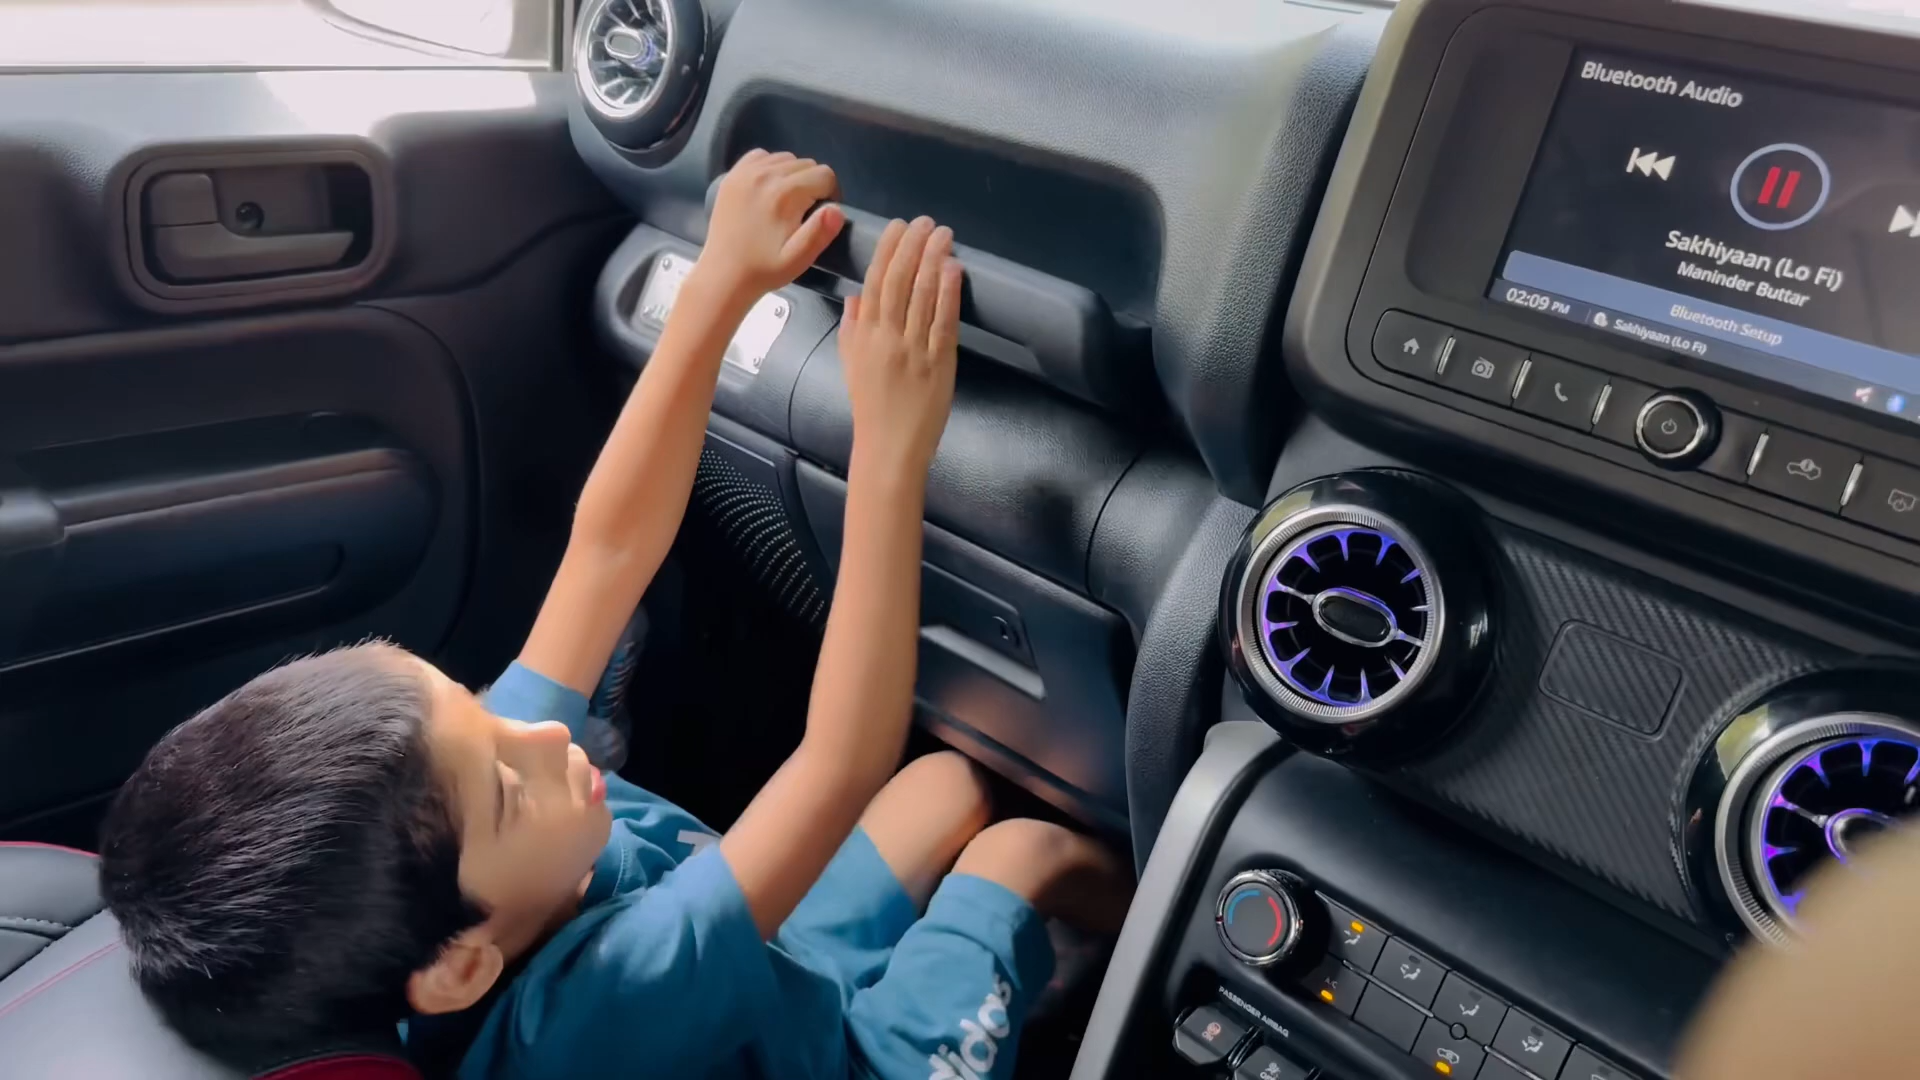 Bluetooth Audio
Sakhiyaan (Lo Fi)
Maninder Buttar
Bluetooth Setup
02:09 PM
Sakhiyaan (Lo Fi)
A/C
PASSENGER AIRBAG